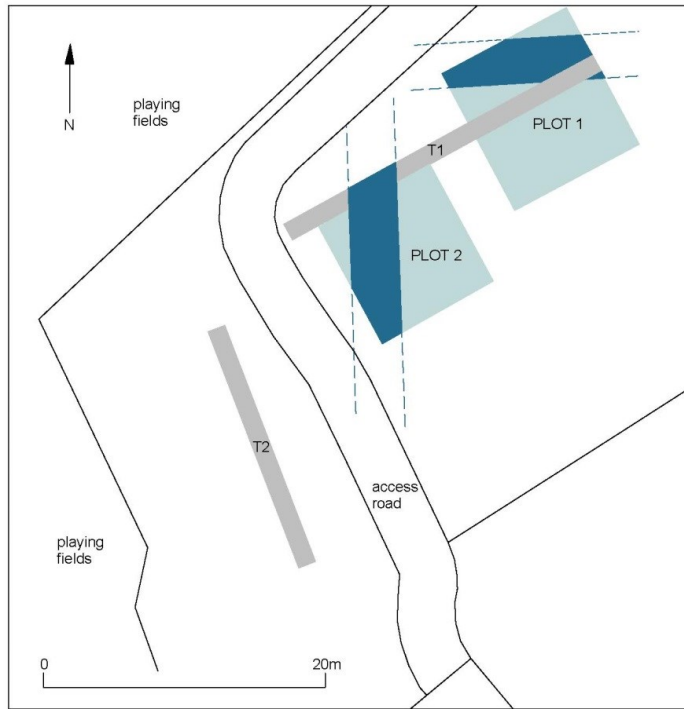 playing
fields
N
T1
PLOT 1
PLOT 2
T2
access
road
playing
fields
0
20m